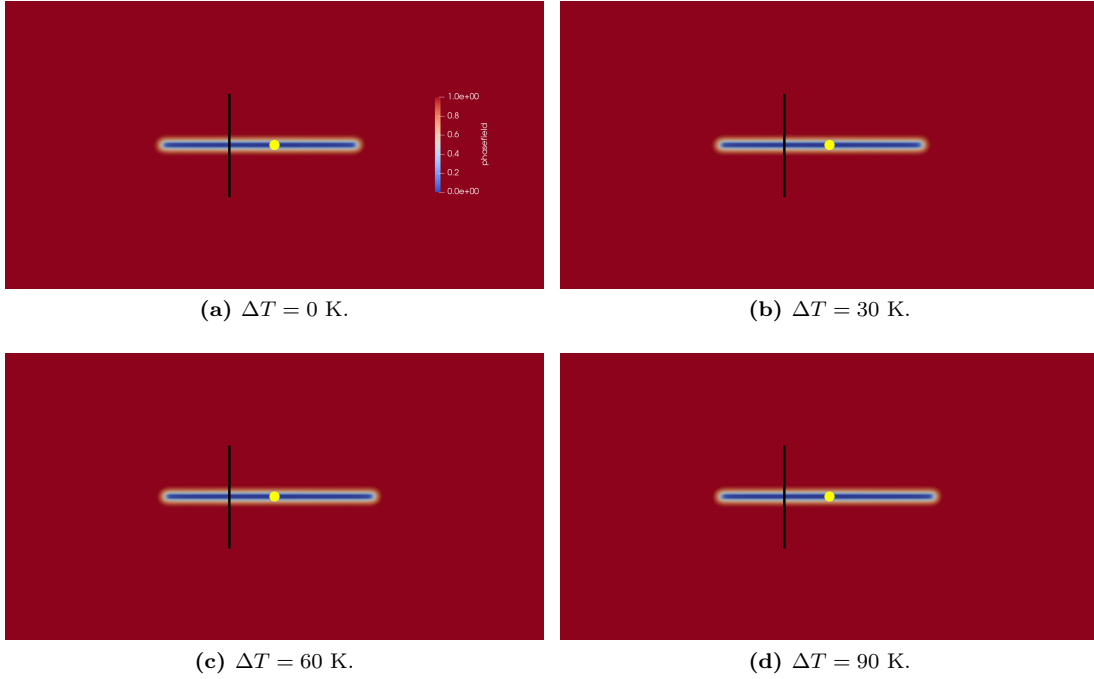 1.0e+00
0.8
0.6
0.4
0.2
0.0e+00
phasefield
(a) ΔT = 0 K.
(b) ΔT = 30 K.
(c) ΔT = 60 K.
(d) ΔT = 90 K.